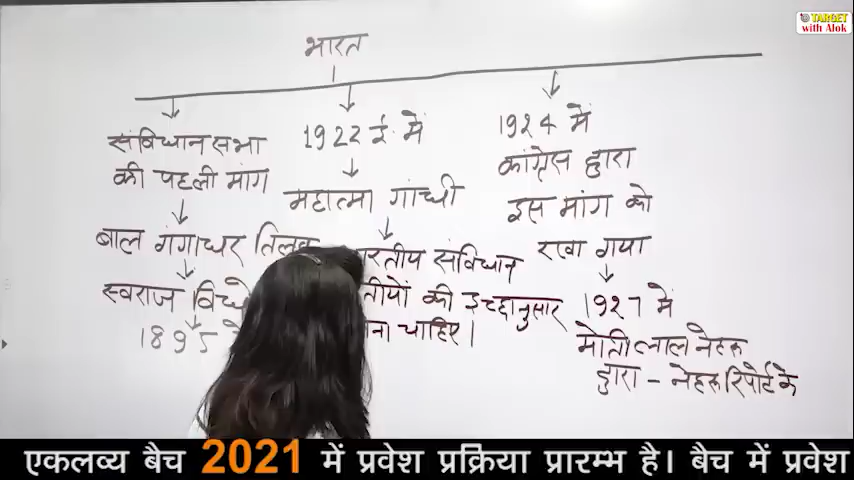 TARGET
with Alok
भारत
संविधान सभा
की पहली मांग
बाल गंगाधर तिलक
स्वराज
1895
1922 ई. में
महात्मा गांधी
रतीय संविधान
तीयों की इच्छानुसार
ना चाहिए।
1924 में
कांग्रेस द्वारा
इस मांग को
रखा गया
1927 में
मोतीलाल नेहरू
द्वारा - नेहरू रिपोर्ट के
एकलव्य बैच 2021 में प्रवेश प्रक्रिया प्रारम्भ है। बैच में प्रवेश